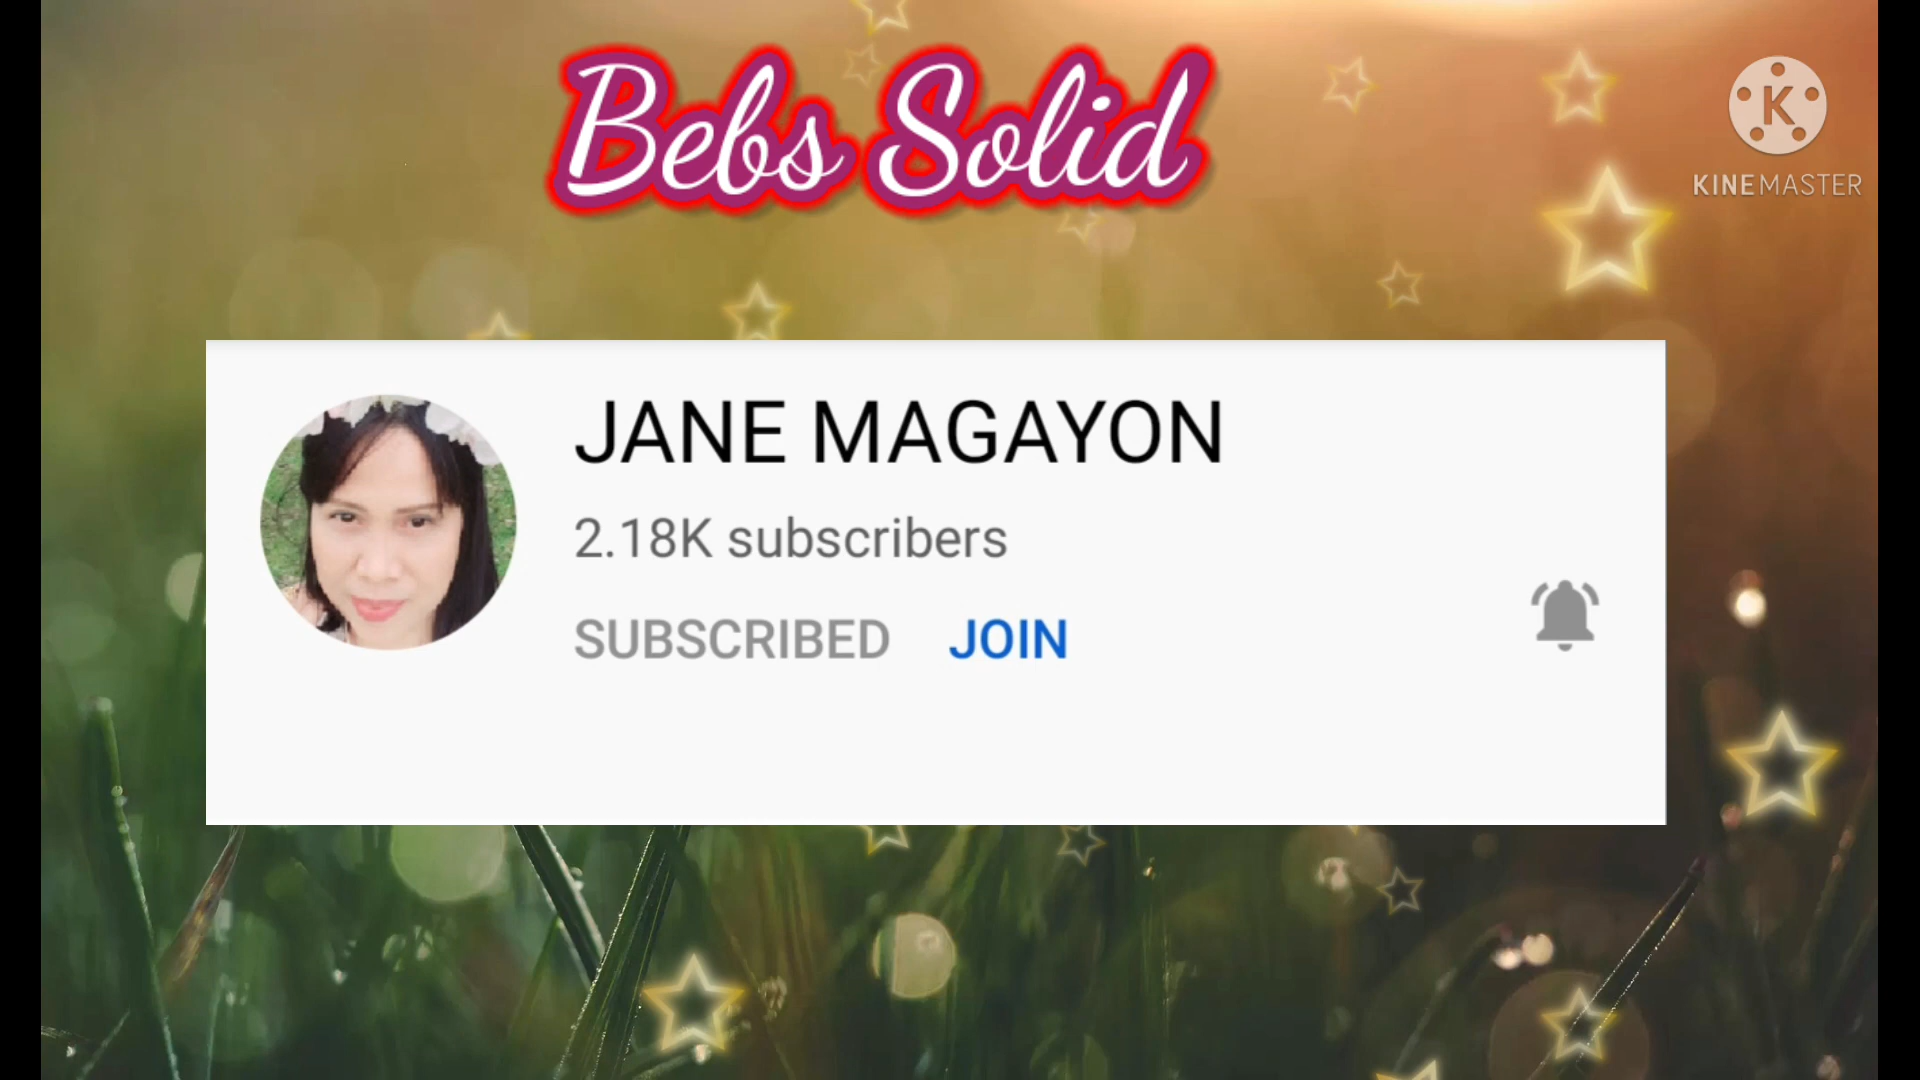 Bebs Solid
K
KINEMASTER
JANE MAGAYON
2.18K subscribers
SUBSCRIBED JOIN